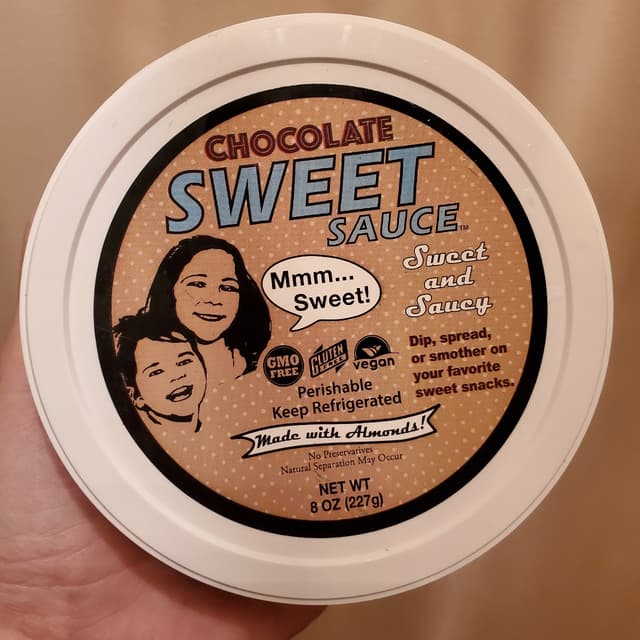 CHOCOLATE
SWEET
SAUCE™
Sweet
and
Saucy
Mmm...
Sweet!
GMO
FREE
GLUTEN
FREE
vegan
Dip, spread,
or smother on
your favorite
sweet snacks.
Perishable
Keep Refrigerated
Made with Almonds!
No Preservatives
Natural Separation May Occur
NET WT
8 OZ (227g)